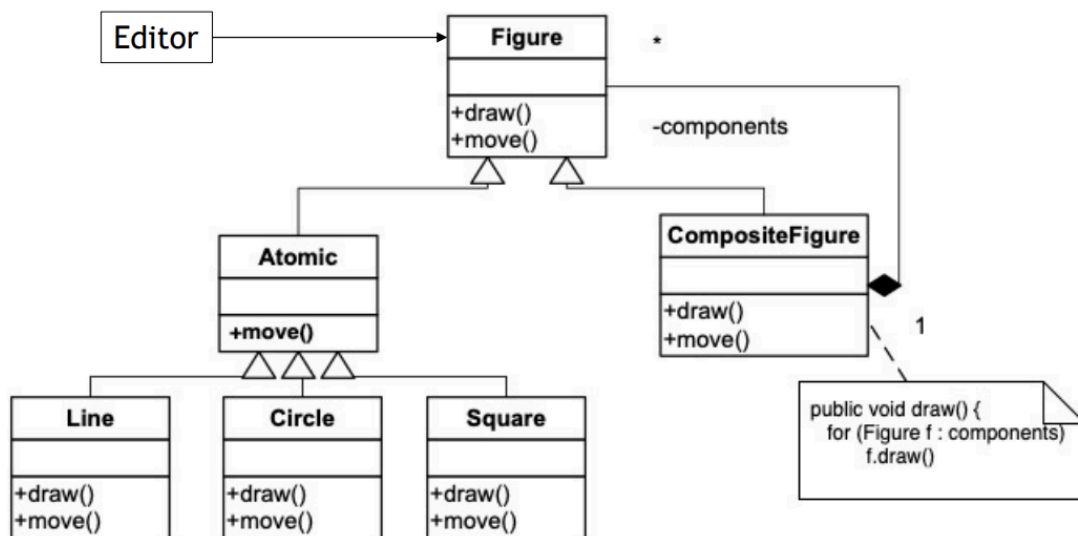 Editor
Figure
*
+draw()
+move()
-components
Atomic
+move()
CompositeFigure
+draw()
+move()
1
Line
+draw()
+move()
Circle
+draw()
+move()
Square
+draw()
+move()
public void draw() {
for (Figure f : components)
f.draw()